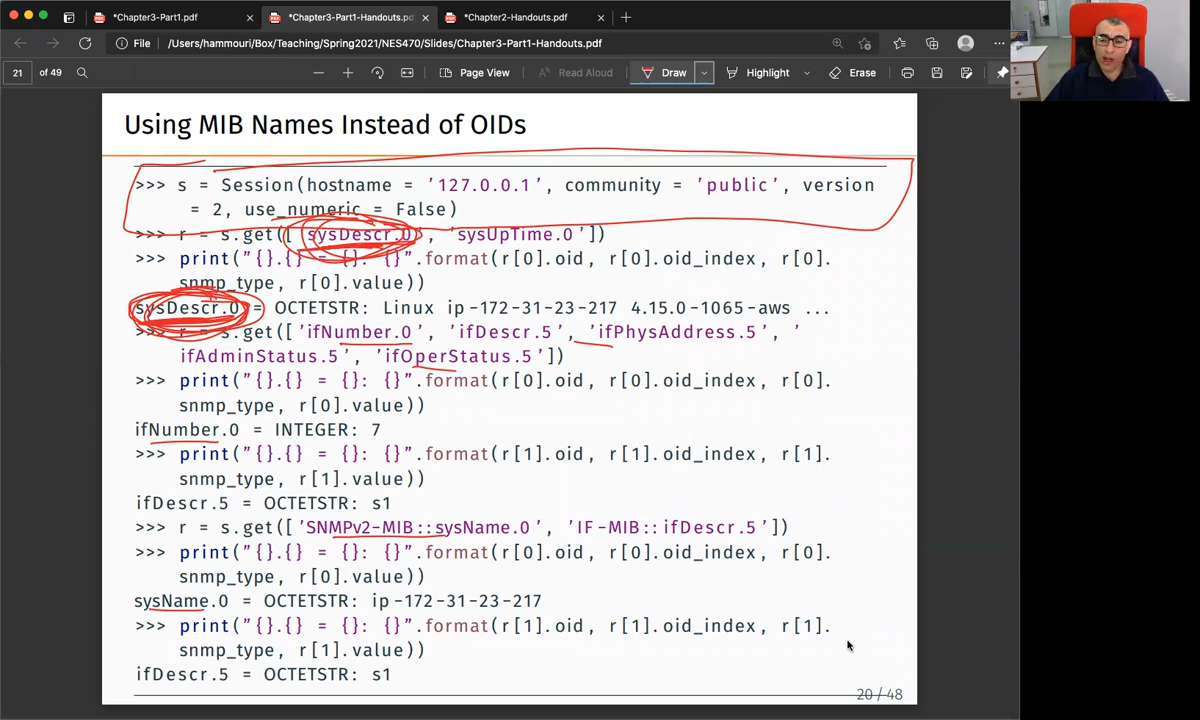 *Chapter3-Part1.pdf
*Chapter3-Part1-Handouts.pd
*Chapter2-Handouts.pdf
File /Users/hammouri/Box/Teaching/Spring2021/NES470/Slides/Chapter3-Part1-Handouts.pdf
21 of 49 Page View Read Aloud Draw Highlight Erase
Using MIB Names Instead of OIDs
>>> s = Session(hostname = '127.0.0.1', community = 'public', version
= 2, use_numeric = False)
>>> r = s.get(['sysDescr.0', 'sysUpTime.0'])
>>> print("{}.{} = {}: {}".format(r[0].oid, r[0].oid_index, r[0].
snmp_type, r[0].value))
sysDescr.0 = OCTETSTR: Linux ip-172-31-23-217 4.15.0-1065-aws ...
>>> r = s.get(['ifNumber.0', 'ifDescr.5', 'ifPhysAddress.5', '
ifAdminStatus.5', 'ifOperStatus.5'])
>>> print("{}.{} = {}: {}".format(r[0].oid, r[0].oid_index, r[0].
snmp_type, r[0].value))
ifNumber.0 = INTEGER: 7
>>> print("{}.{} = {}: {}".format(r[1].oid, r[1].oid_index, r[1].
snmp_type, r[1].value))
ifDescr.5 = OCTETSTR: s1
>>> r = s.get(['SNMPv2-MIB::sysName.0', 'IF-MIB::ifDescr.5'])
>>> print("{}.{} = {}: {}".format(r[0].oid, r[0].oid_index, r[0].
snmp_type, r[0].value))
sysName.0 = OCTETSTR: ip-172-31-23-217
>>> print("{}.{} = {}: {}".format(r[1].oid, r[1].oid_index, r[1].
snmp_type, r[1].value))
ifDescr.5 = OCTETSTR: s1
20 / 48